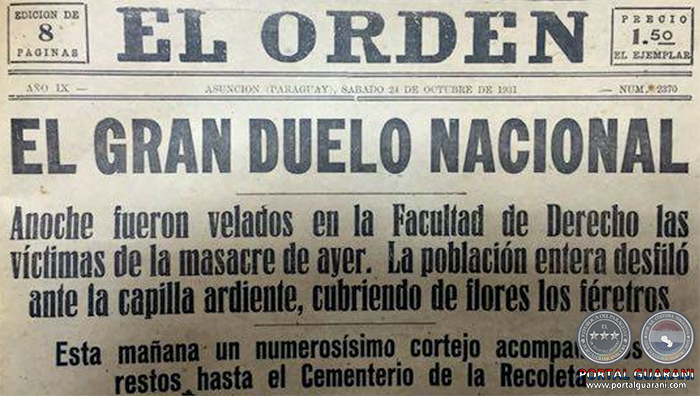 EDICION DE
8
PAGINAS
EL ORDEN
PRECIO
1.50
EL EJEMPLAR
AÑO IX - ASUNCION (PARAGUAY), SABADO 24 DE OCTUBRE DE 1931 - NUM. 2370
EL GRAN DUELO NACIONAL
Anoche fueron velados en la Facultad de Derecho las
víctimas de la masacre de ayer. La población entera desfiló
ante la capilla ardiente, cubriendo de flores los féretros
Esta mañana un numerosísimo cortejo
restos hasta el Cementerio de la Recoleta
PORTAL GUARANI
www.portalguarani.com